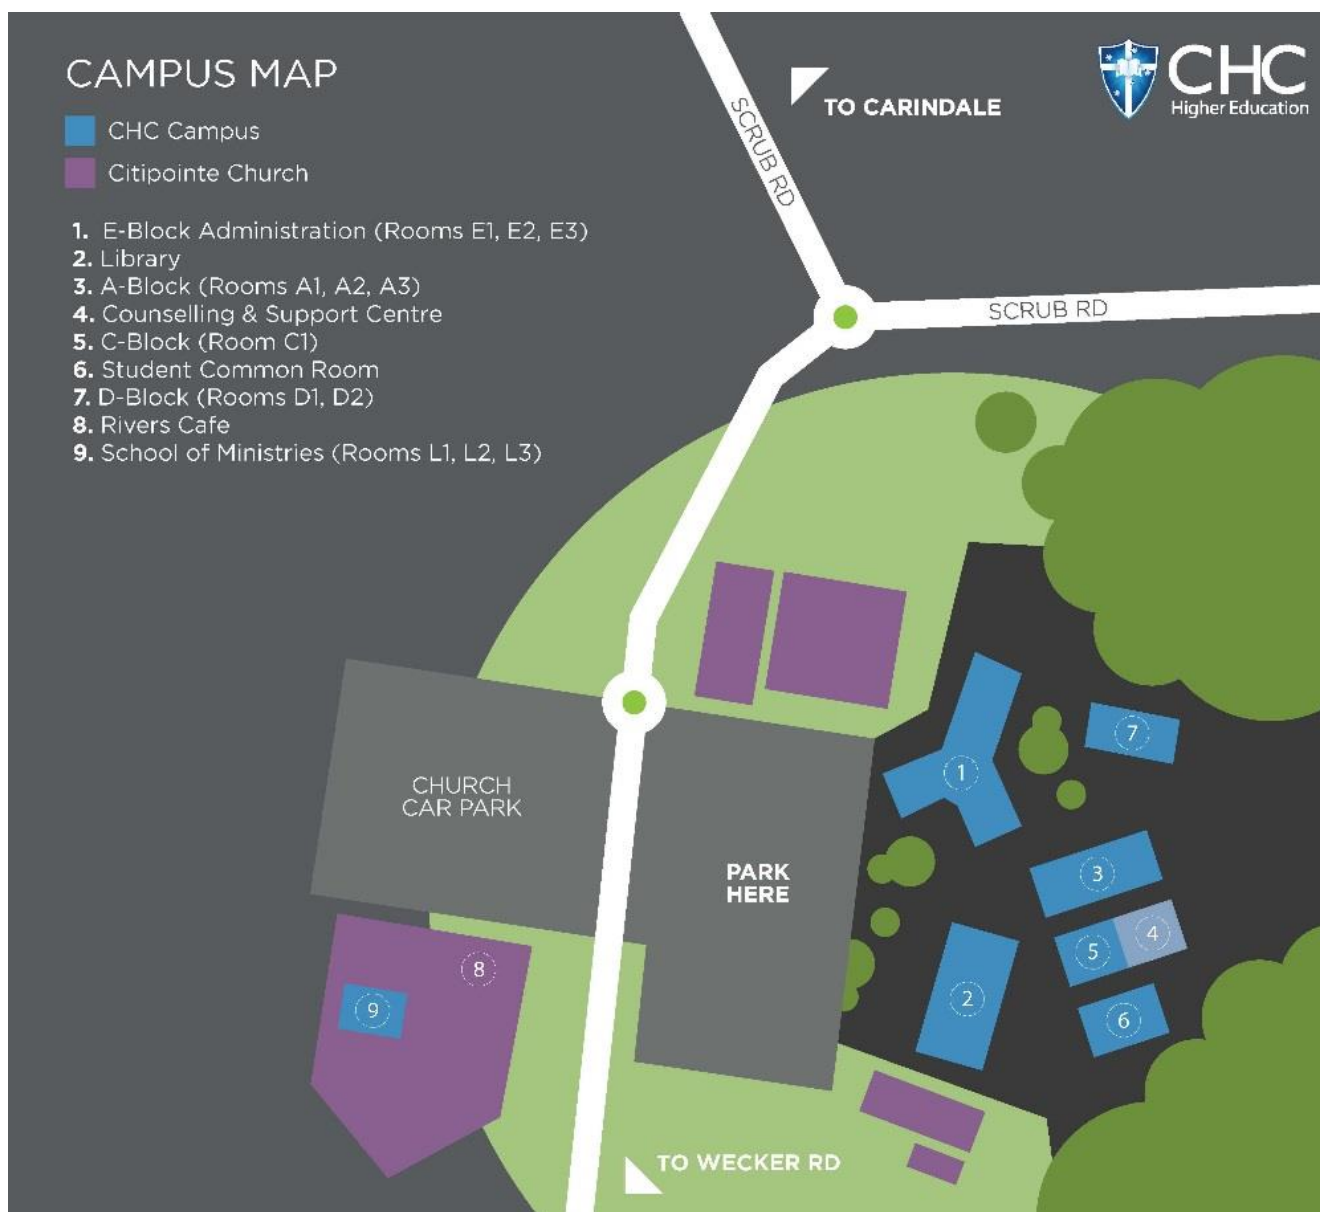 CAMPUS MAP
CHC Campus
Citipointe Church
1. E-Block Administration (Rooms E1, E2, E3)
2. Library
3. A-Block (Rooms A1, A2, A3)
4. Counselling & Support Centre
5. C-Block (Room C1)
6. Student Common Room
7. D-Block (Rooms D1, D2)
8. Rivers Cafe
9. School of Ministries (Rooms L1, L2, L3)
TO CARINDALE
CHC
Higher Education
SCRUB RD
SCRUB RD
CHURCH
CAR PARK
PARK
HERE
7
1
3
5
4
2
6
8
9
TO WECKER RD